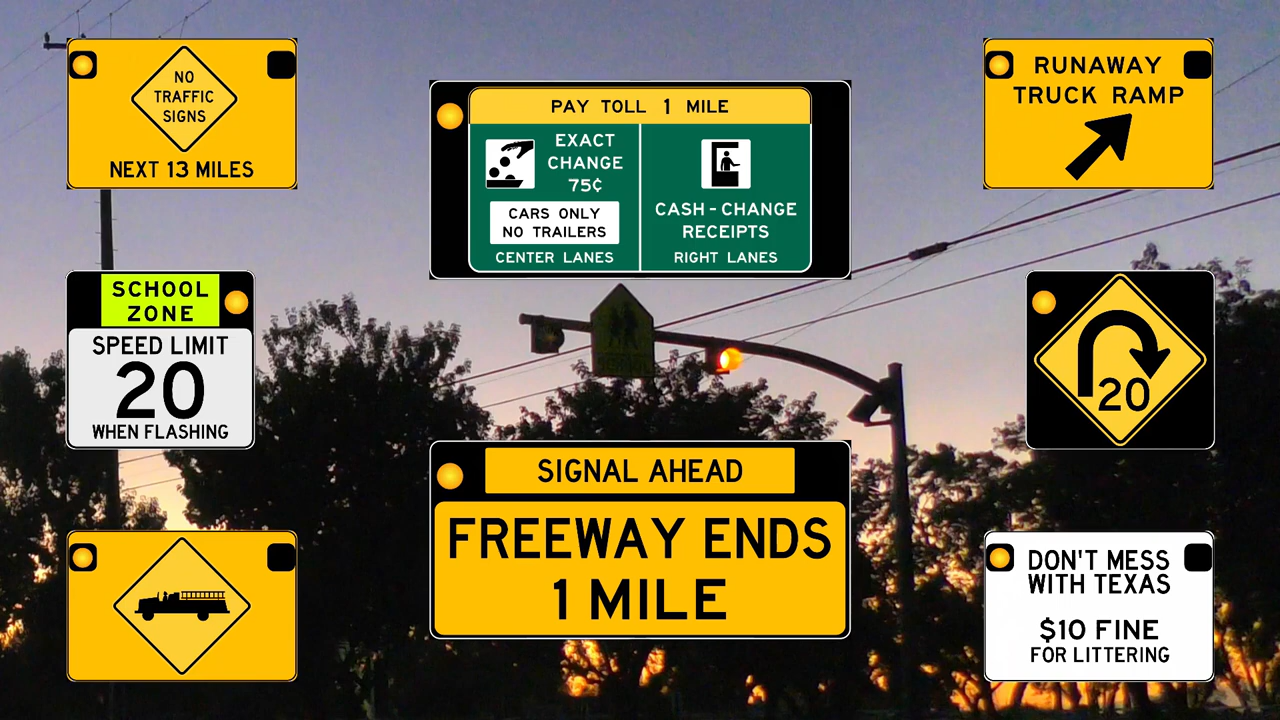 NO
TRAFFIC
SIGNS
NEXT 13 MILES
PAY TOLL 1 MILE
EXACT
CHANGE
75¢
CARS ONLY
NO TRAILERS
CENTER LANES
CASH-CHANGE
RECEIPTS
RIGHT LANES
RUNAWAY
TRUCK RAMP
SCHOOL
ZONE
SPEED LIMIT
20
WHEN FLASHING
20
SIGNAL AHEAD
FREEWAY ENDS
1 MILE
DON'T MESS
WITH TEXAS
$10 FINE
FOR LITTERING